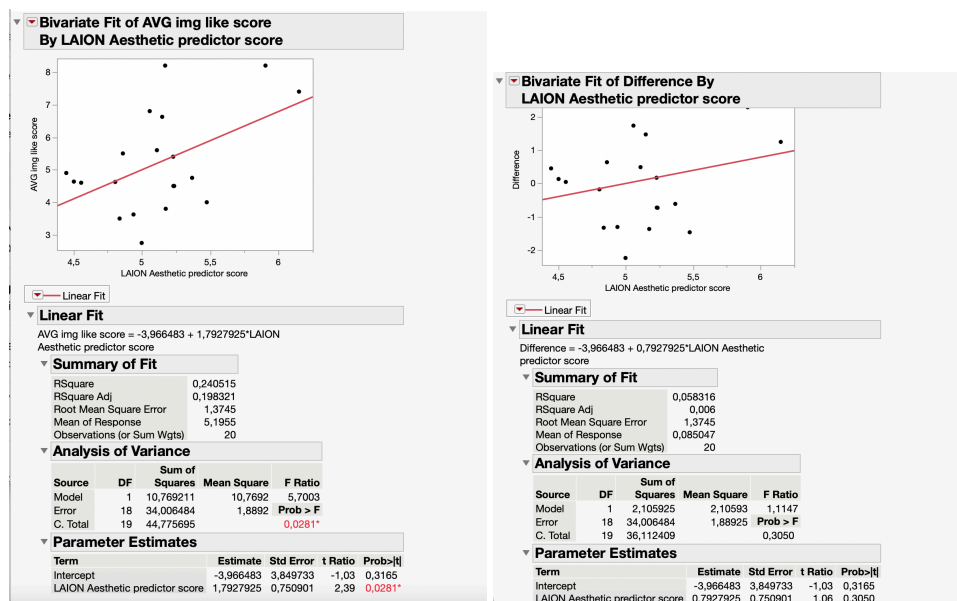 Bivariate Fit of AVG img like score
By LAION Aesthetic predictor score
8
7
6
5
4
3
AVG img like score
4,5
5
5,5
6
LAION Aesthetic predictor score
Linear Fit
Linear Fit
AVG img like score = -3,966483 + 1,7927925*LAION
Aesthetic predictor score
Summary of Fit
RSquare 0,240515
RSquare Adj 0,198321
Root Mean Square Error 1,3745
Mean of Response 5,1955
Observations (or Sum Wgts) 20
Analysis of Variance
Sum of
Source DF Squares Mean Square F Ratio
Model 1 10,769211 10,7692 5,7003
Error 18 34,006484 1,8892 Prob > F
C. Total 19 44,775695 0,0281*
Parameter Estimates
Term Estimate Std Error t Ratio Prob>|t|
Intercept -3,966483 3,849733 -1,03 0,3165
LAION Aesthetic predictor score 1,7927925 0,750901 2,39 0,0281*
Bivariate Fit of Difference By
LAION Aesthetic predictor score
2
1
0
-1
-2
Difference
4,5
5
5,5
6
LAION Aesthetic predictor score
Linear Fit
Linear Fit
Difference = -3,966483 + 0,7927925*LAION Aesthetic
predictor score
Summary of Fit
RSquare 0,058316
RSquare Adj 0,006
Root Mean Square Error 1,3745
Mean of Response 0,085047
Observations (or Sum Wgts) 20
Analysis of Variance
Sum of
Source DF Squares Mean Square F Ratio
Model 1 2,105925 2,10593 1,1147
Error 18 34,006484 1,88925 Prob > F
C. Total 19 36,112409 0,3050
Parameter Estimates
Term Estimate Std Error t Ratio Prob>|t|
Intercept -3,966483 3,849733 -1,03 0,3165
LAION Aesthetic predictor score 0,7927925 0,750901 1,06 0,3050